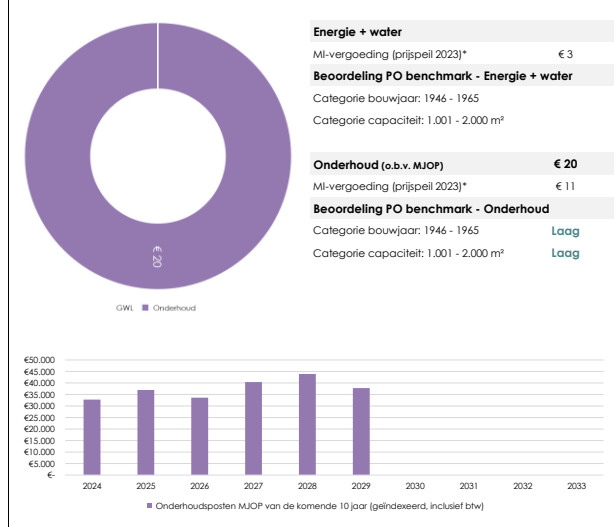 Energie + water
MI-vergoeding (prijspeil 2023)* € 3
Beoordeling PO benchmark - Energie + water
Categorie bouwjaar: 1946 - 1965
Categorie capaciteit: 1.001 - 2.000 m²
Onderhoud (o.b.v. MJOP) € 20
MI-vergoeding (prijspeil 2023)* € 11
Beoordeling PO benchmark - Onderhoud
Categorie bouwjaar: 1946 - 1965 Laag
Categorie capaciteit: 1.001 - 2.000 m² Laag
€ 20
GWL Onderhoud
€50.000
€45.000
€40.000
€35.000
€30.000
€25.000
€20.000
€15.000
€10.000
€5.000
€-
2024 2025 2026 2027 2028 2029 2030 2031 2032 2033
Onderhoudsposten MJOP van de komende 10 jaar (geïndexeerd, inclusief btw)